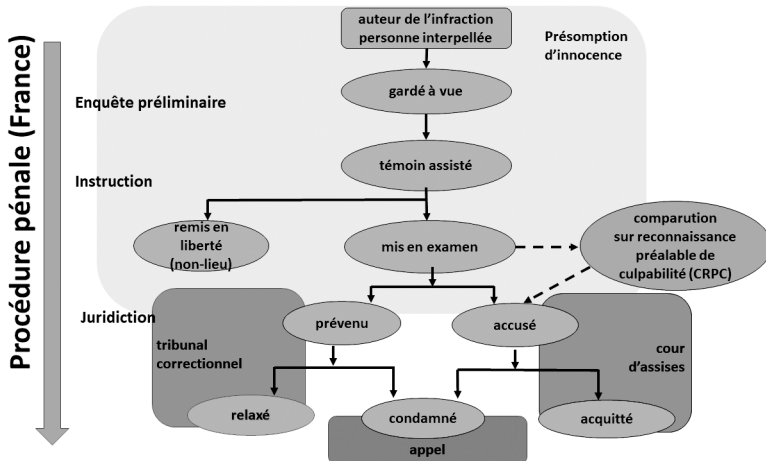 Procédure pénale (France)
auteur de l'infraction
personne interpellée
Présomption
d'innocence
Enquête préliminaire
gardé à vue
témoin assisté
Instruction
remis en
liberté
(non-lieu)
mis en examen
comparution
sur reconnaissance
préalable de
culpabilité (CRPC)
Juridiction
prévenu
accusé
tribunal
correctionnel
cour
d'assises
relaxé
condamné
acquitté
appel